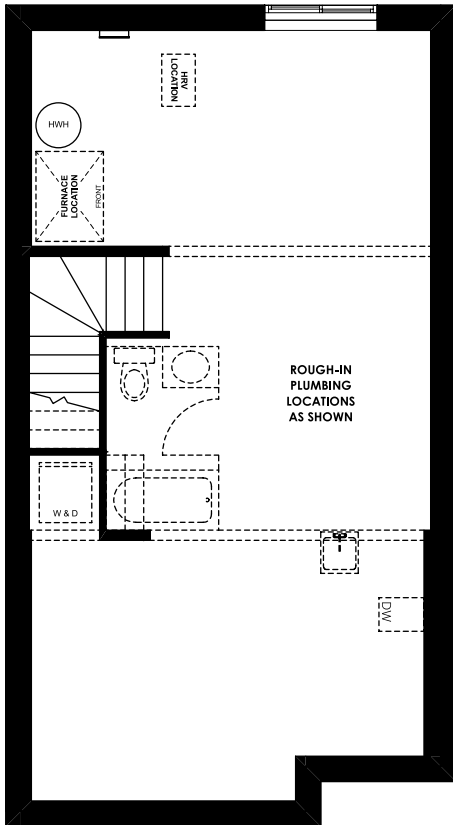 HRV
LOCATION
HWH
FURNACE
LOCATION
FRONT
ROUGH-IN
PLUMBING
LOCATIONS
AS SHOWN
W & D
DW